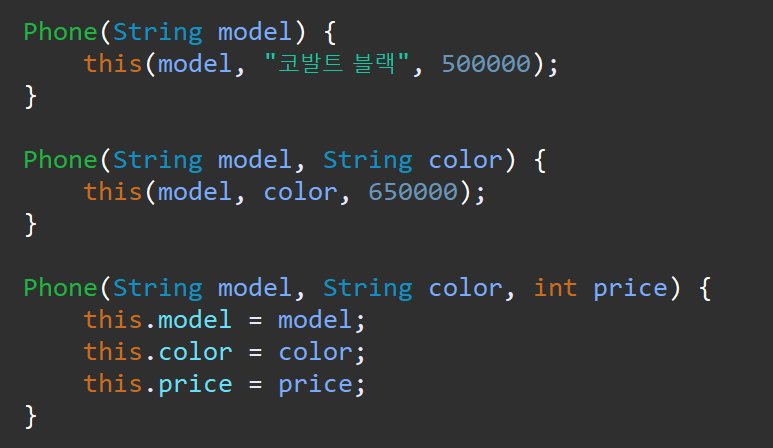 Phone(String model) {
    this(model, "코발트 블랙", 500000);
}
Phone(String model, String color) {
    this(model, color, 650000);
}
Phone(String model, String color, int price) {
    this.model = model;
    this.color = color;
    this.price = price;
}